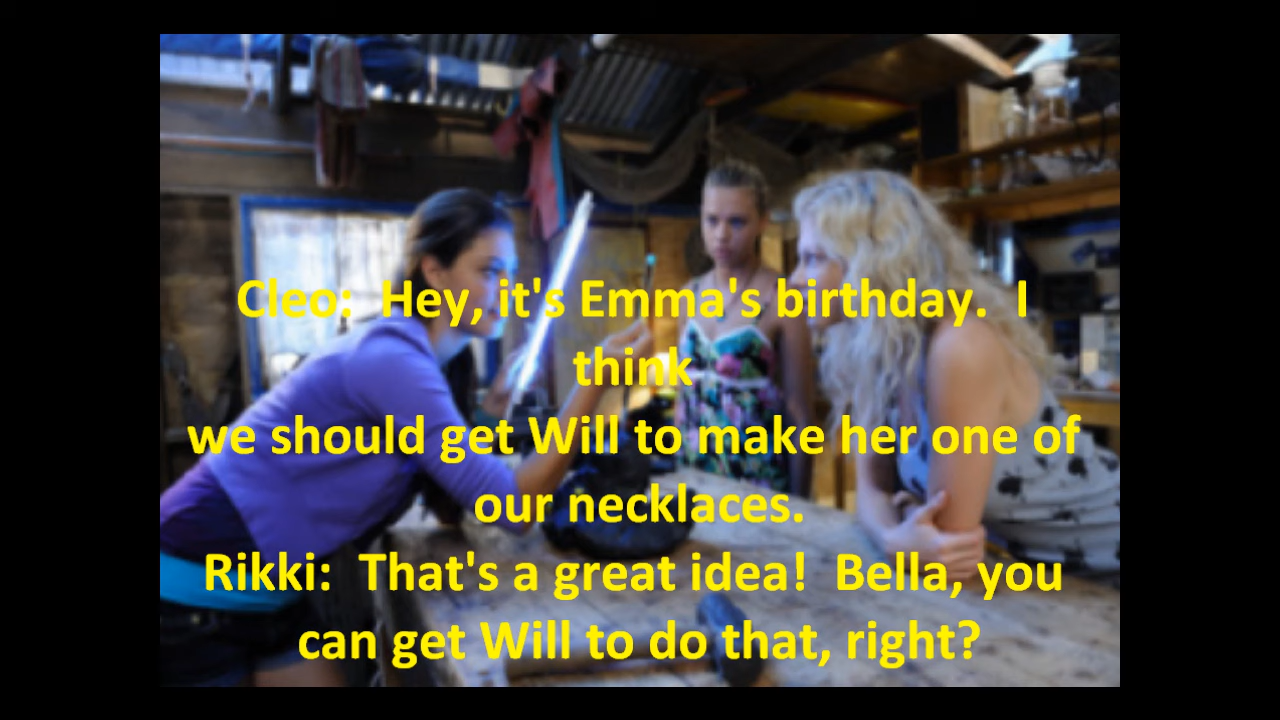 Cleo:  Hey, it's Emma's birthday.  I
think
we should get Will to make her one of
our necklaces.
Rikki:  That's a great idea!  Bella, you
can get Will to do that, right?